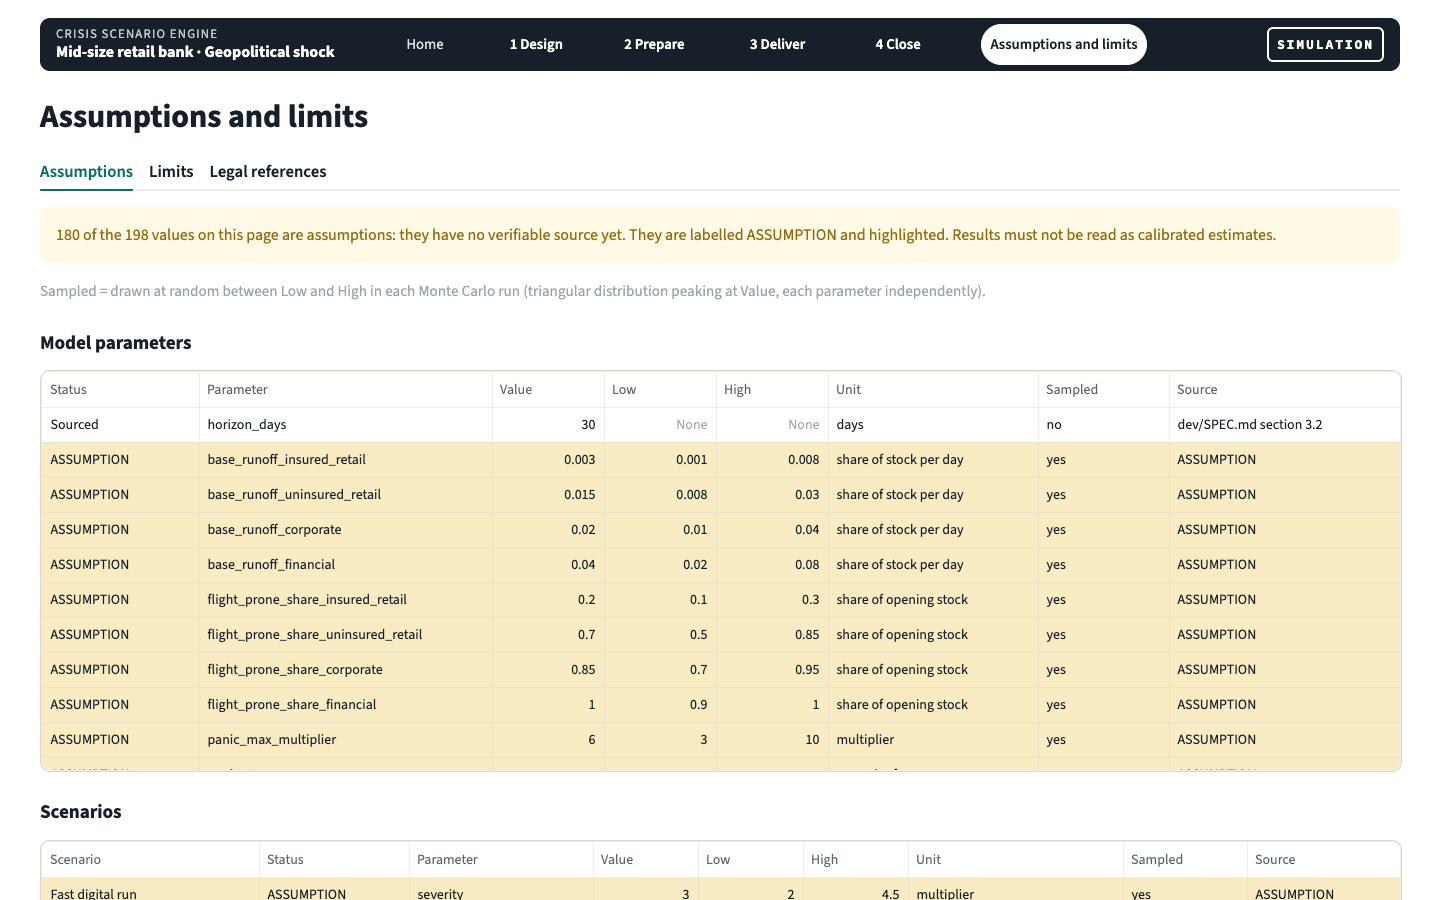 CRISIS SCENARIO ENGINE
Mid-size retail bank · Geopolitical shock
Home 1 Design 2 Prepare 3 Deliver 4 Close Assumptions and limits SIMULATION
Assumptions and limits
Assumptions Limits Legal references
180 of the 198 values on this page are assumptions: they have no verifiable source yet. They are labelled ASSUMPTION and highlighted. Results must not be read as calibrated estimates.
Sampled = drawn at random between Low and High in each Monte Carlo run (triangular distribution peaking at Value, each parameter independently).
Model parameters
Status Parameter Value Low High Unit Sampled Source
Sourced horizon_days 30 None None days no dev/SPEC.md section 3.2
ASSUMPTION base_runoff_insured_retail 0.003 0.001 0.008 share of stock per day yes ASSUMPTION
ASSUMPTION base_runoff_uninsured_retail 0.015 0.008 0.03 share of stock per day yes ASSUMPTION
ASSUMPTION base_runoff_corporate 0.02 0.01 0.04 share of stock per day yes ASSUMPTION
ASSUMPTION base_runoff_financial 0.04 0.02 0.08 share of stock per day yes ASSUMPTION
ASSUMPTION flight_prone_share_insured_retail 0.2 0.1 0.3 share of opening stock yes ASSUMPTION
ASSUMPTION flight_prone_share_uninsured_retail 0.7 0.5 0.85 share of opening stock yes ASSUMPTION
ASSUMPTION flight_prone_share_corporate 0.85 0.7 0.95 share of opening stock yes ASSUMPTION
ASSUMPTION flight_prone_share_financial 1 0.9 1 share of opening stock yes ASSUMPTION
ASSUMPTION panic_max_multiplier 6 3 10 multiplier yes ASSUMPTION
Scenarios
Scenario Status Parameter Value Low High Unit Sampled Source
Fast digital run ASSUMPTION severity 3 2 4.5 multiplier yes ASSUMPTION